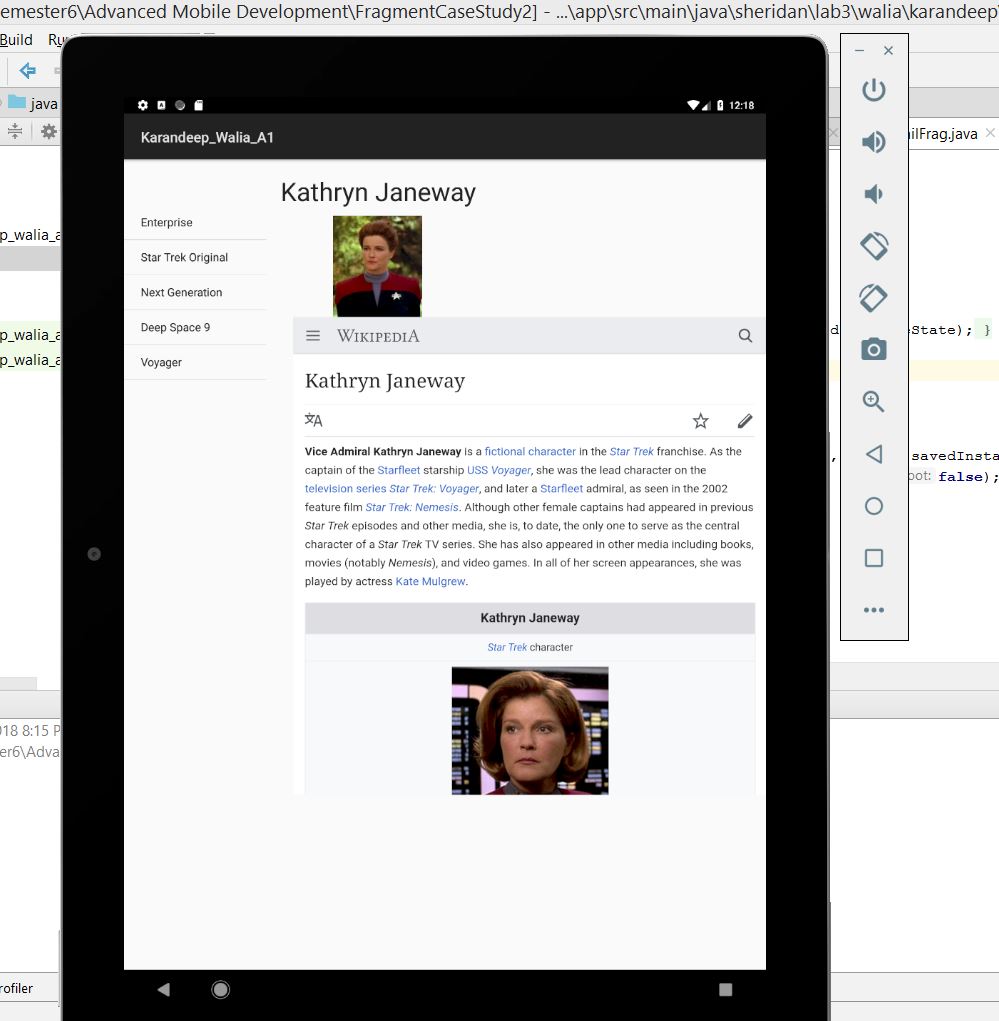 emester6\Advanced Mobile Development\FragmentCaseStudy2] - ...\app\src\main\java\sheridan\lab3\walia\karandeep\
Build Ru
java
ilFrag.java
12:18
Karandeep_Walia_A1
Kathryn Janeway
Enterprise
Star Trek Original
Next Generation
Deep Space 9
Voyager
WIKIPEDIA
Kathryn Janeway
Vice Admiral Kathryn Janeway is a fictional character in the Star Trek franchise. As the
captain of the Starfleet starship USS Voyager, she was the lead character on the
television series Star Trek: Voyager, and later a Starfleet admiral, as seen in the 2002
feature film Star Trek: Nemesis. Although other female captains had appeared in previous
Star Trek episodes and other media, she is, to date, the only one to serve as the central
character of a Star Trek TV series. She has also appeared in other media including books,
movies (notably Nemesis), and video games. In all of her screen appearances, she was
played by actress Kate Mulgrew.
Kathryn Janeway
Star Trek character
p_walia_a
p_walia_a
p_walia_a
d
eState); }
, savedInsta
oot: false);
018 8:15 P
er6\Adva
rofiler